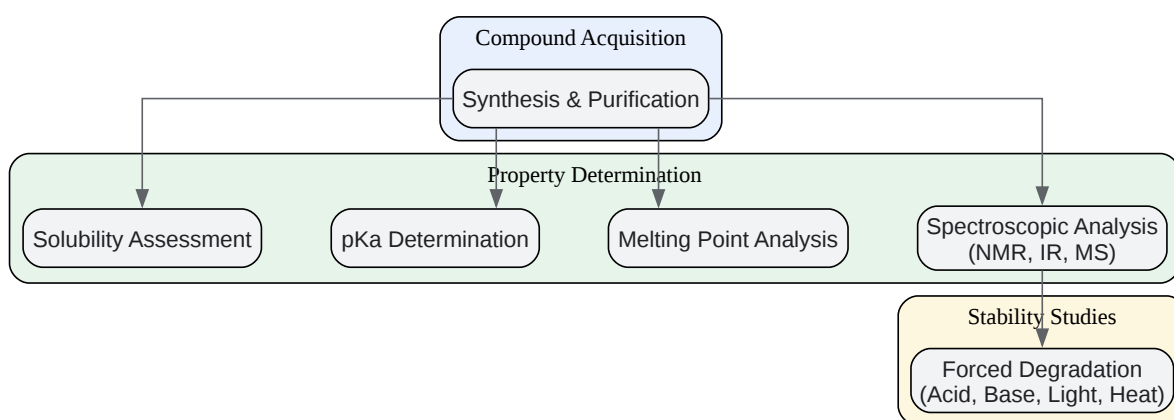 Compound Acquisition
Synthesis & Purification
Property Determination
Solubility Assessment
pKa Determination
Melting Point Analysis
Spectroscopic Analysis
(NMR, IR, MS)
Stability Studies
Forced Degradation
(Acid, Base, Light, Heat)